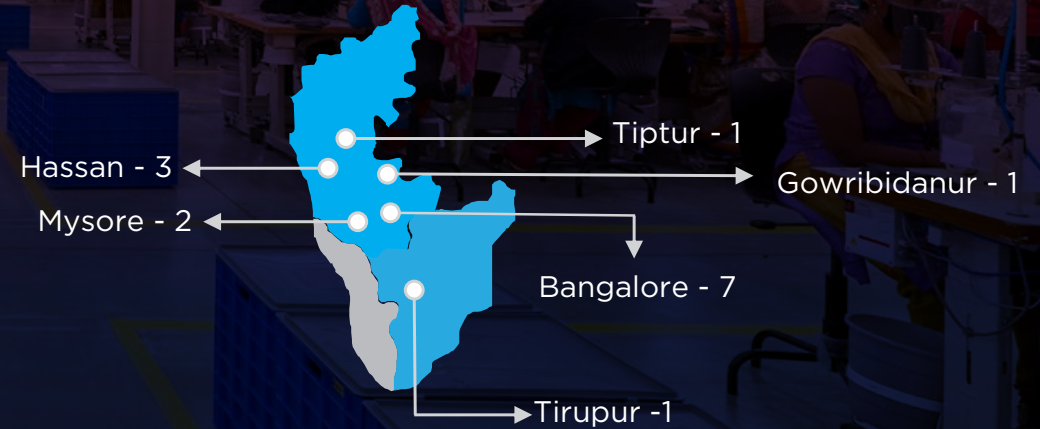 Tiptur - 1
Hassan - 3
Gowribidanur - 1
Mysore - 2
Bangalore - 7
Tirupur -1